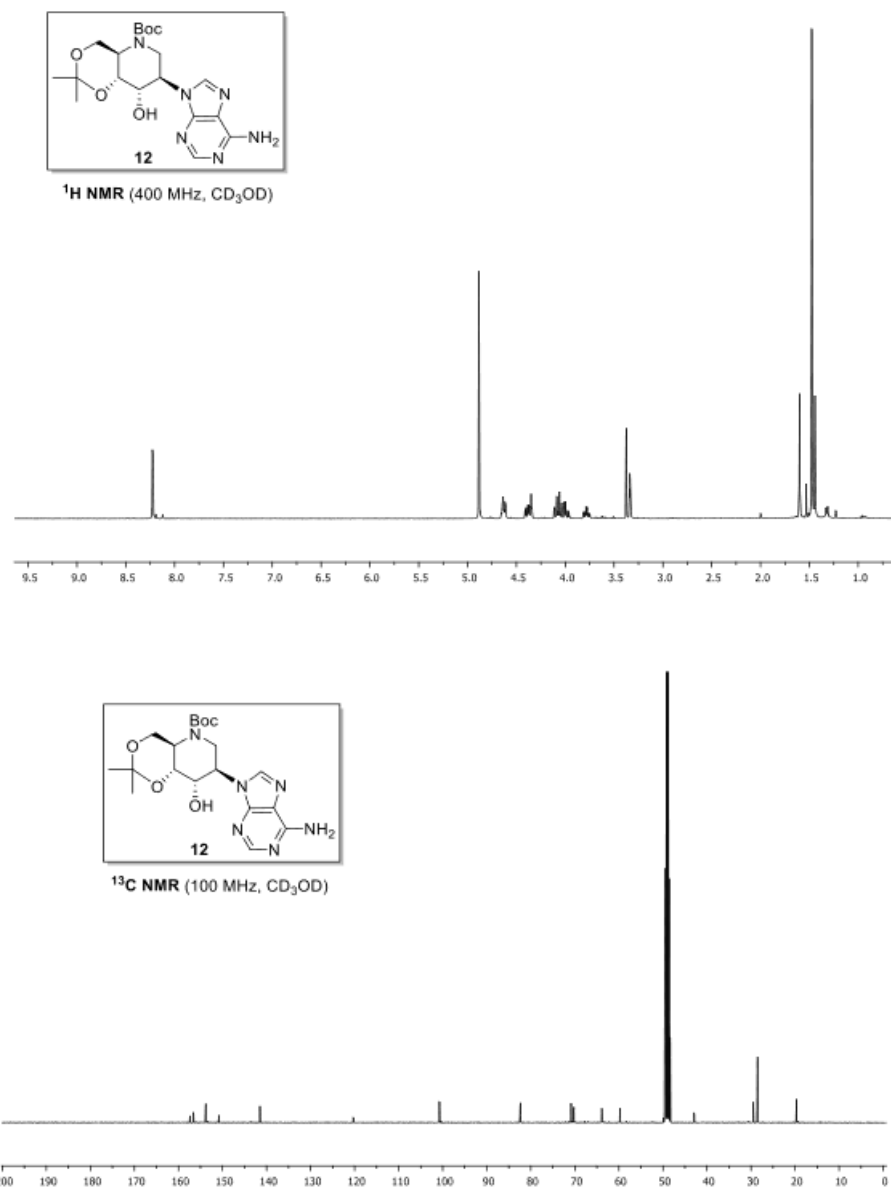 Boc
N
O
O
OH
N
N
N
N
NH₂
12
¹H NMR (400 MHz, CD₃OD)
9.5 9.0 8.5 8.0 7.5 7.0 6.5 6.0 5.5 5.0 4.5 4.0 3.5 3.0 2.5 2.0 1.5 1.0
Boc
N
O
O
OH
N
N
N
N
NH₂
12
¹³C NMR (100 MHz, CD₃OD)
00 190 180 170 160 150 140 130 120 110 100 90 80 70 60 50 40 30 20 10 0